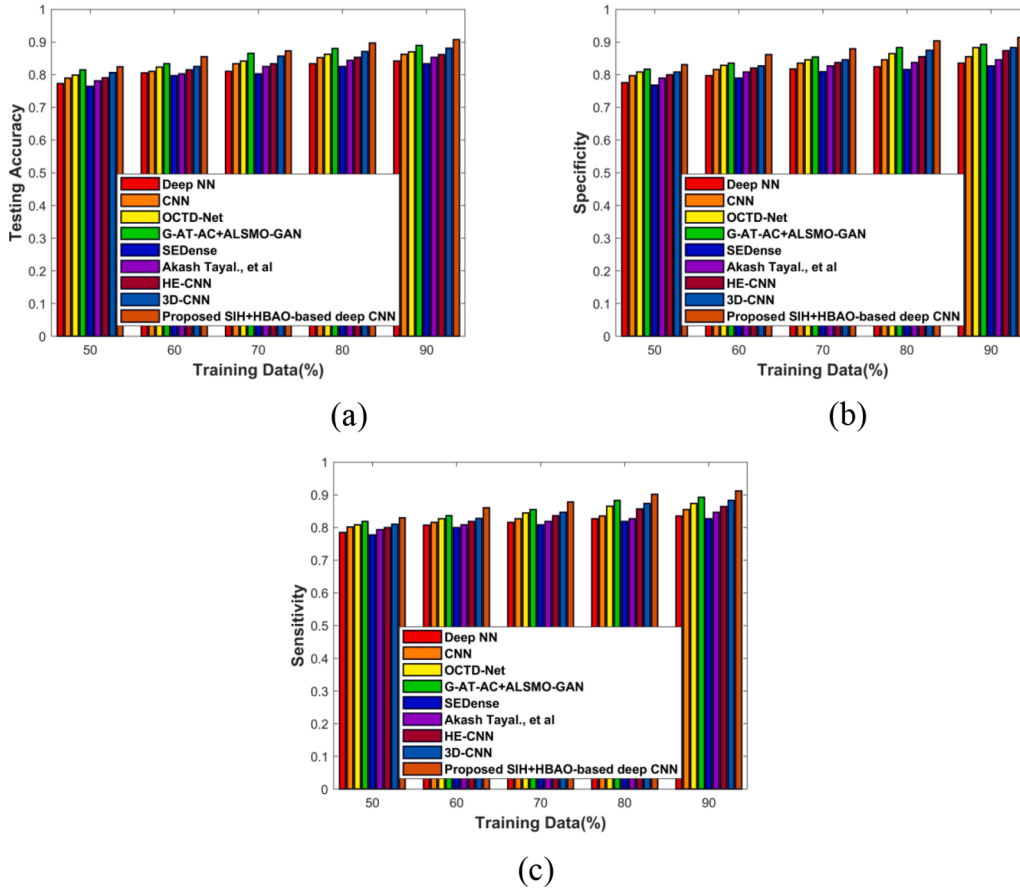 1
0.9
0.8
0.7
0.6
0.5
0.4
0.3
0.2
0.1
0
Testing Accuracy
Deep NN
CNN
OCTD-Net
G-AT-AC+ALSMO-GAN
SEDense
Akash Tayal., et al
HE-CNN
3D-CNN
Proposed SIH+HBAO-based deep CNN
50 60 70 80 90
Training Data(%)
(a)
1
0.9
0.8
0.7
0.6
0.5
0.4
0.3
0.2
0.1
0
Specificity
Deep NN
CNN
OCTD-Net
G-AT-AC+ALSMO-GAN
SEDense
Akash Tayal., et al
HE-CNN
3D-CNN
Proposed SIH+HBAO-based deep CNN
50 60 70 80 90
Training Data(%)
(b)
1
0.9
0.8
0.7
0.6
0.5
0.4
0.3
0.2
0.1
0
Sensitivity
Deep NN
CNN
OCTD-Net
G-AT-AC+ALSMO-GAN
SEDense
Akash Tayal., et al
HE-CNN
3D-CNN
Proposed SIH+HBAO-based deep CNN
50 60 70 80 90
Training Data(%)
(c)